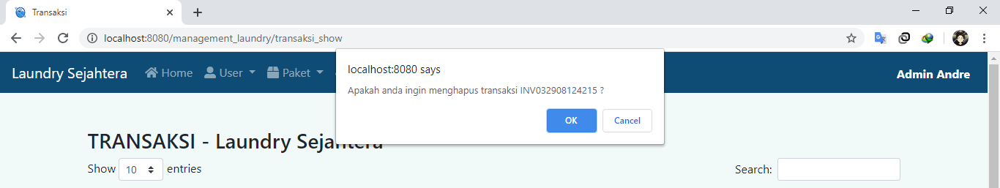 Transaksi
localhost:8080/management_laundry/transaksi_show
Laundry Sejahtera Home User Paket Admin Andre
localhost:8080 says
Apakah anda ingin menghapus transaksi INV032908124215 ?
OK Cancel
TRANSAKSI - Laundry Sejahtera
Show 10 entries Search: